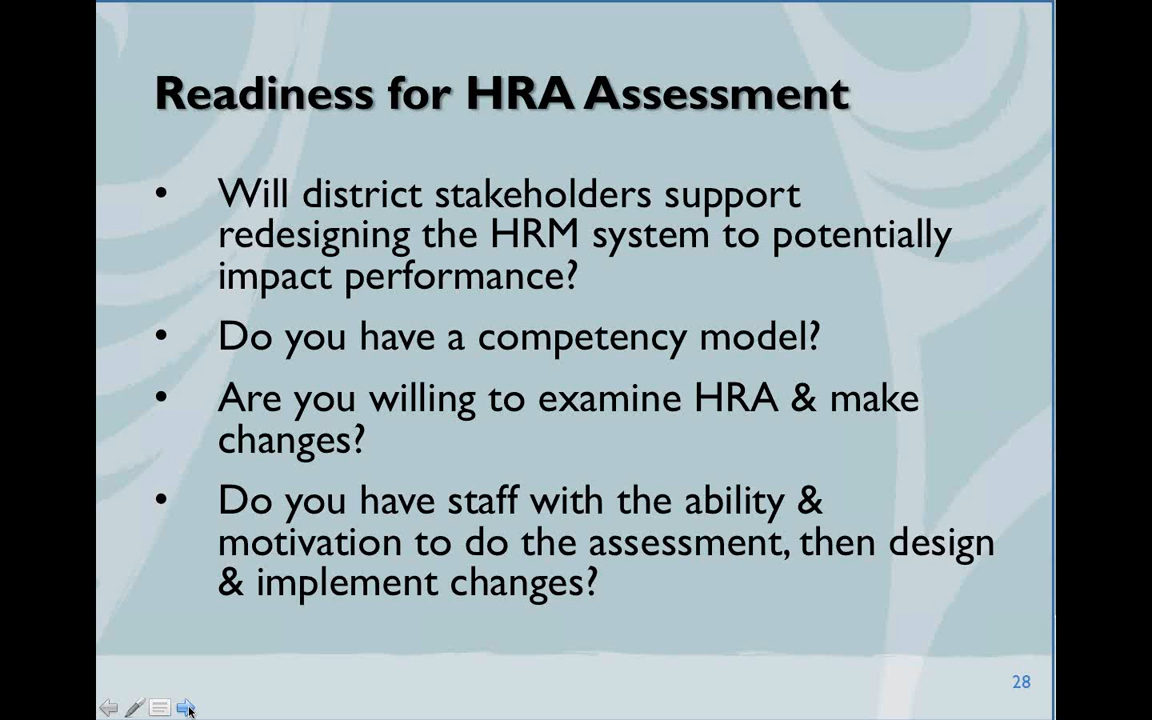 Readiness for HRA Assessment
• Will district stakeholders support
redesigning the HRM system to potentially
impact performance?
• Do you have a competency model?
• Are you willing to examine HRA & make
changes?
• Do you have staff with the ability &
motivation to do the assessment, then design
& implement changes?
28